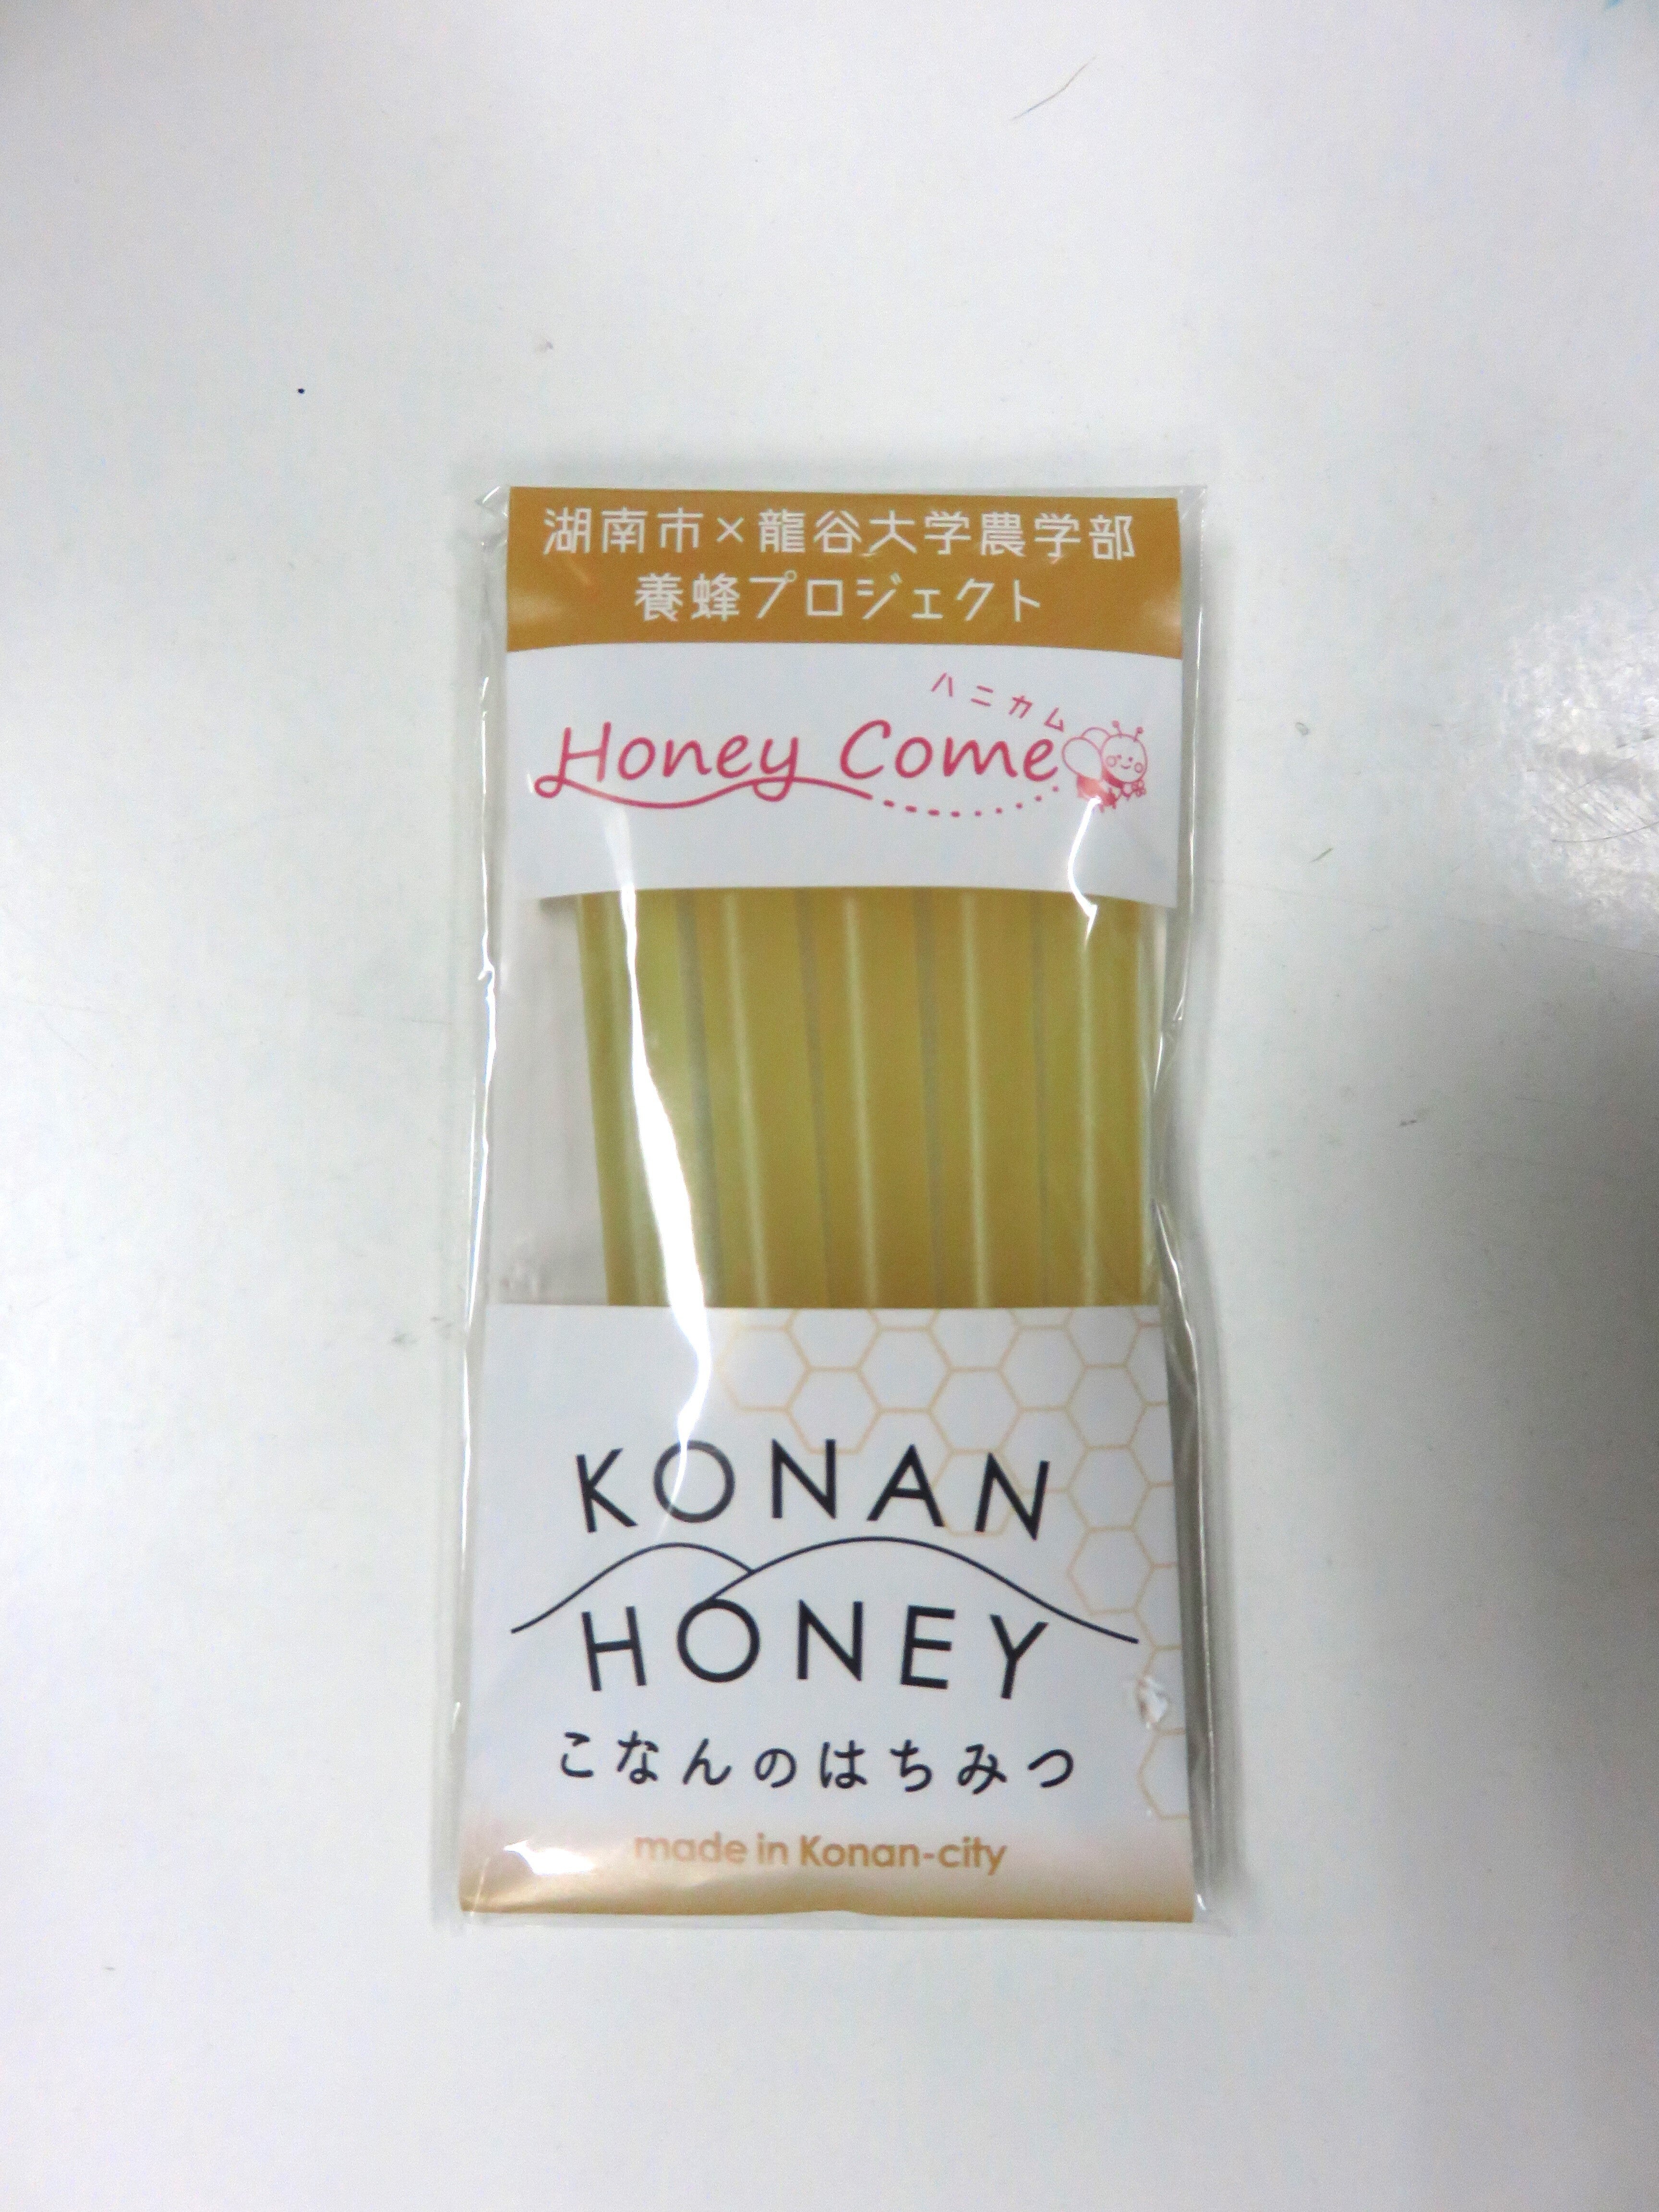 湖南市×龍谷大学農学部
養蜂プロジェクト
ハニカム
Honey Come
KONAN
HONEY
こなんのはちみつ
made in Konan-city